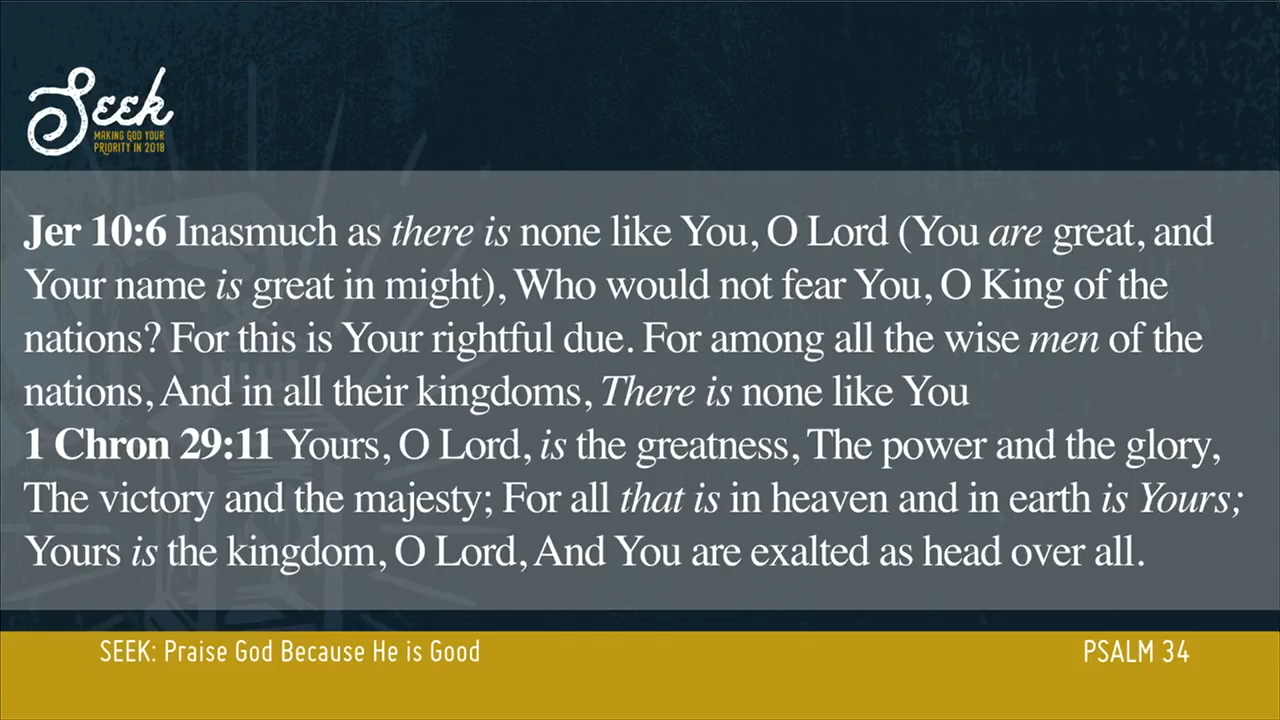 Seek
MAKING GOD YOUR
PRIORITY IN 2018
Jer 10:6 Inasmuch as there is none like You, O Lord (You are great, and
Your name is great in might), Who would not fear You, O King of the
nations? For this is Your rightful due. For among all the wise men of the
nations, And in all their kingdoms, There is none like You
1 Chron 29:11 Yours, O Lord, is the greatness, The power and the glory,
The victory and the majesty; For all that is in heaven and in earth is Yours;
Yours is the kingdom, O Lord, And You are exalted as head over all.
SEEK: Praise God Because He is Good
PSALM 34